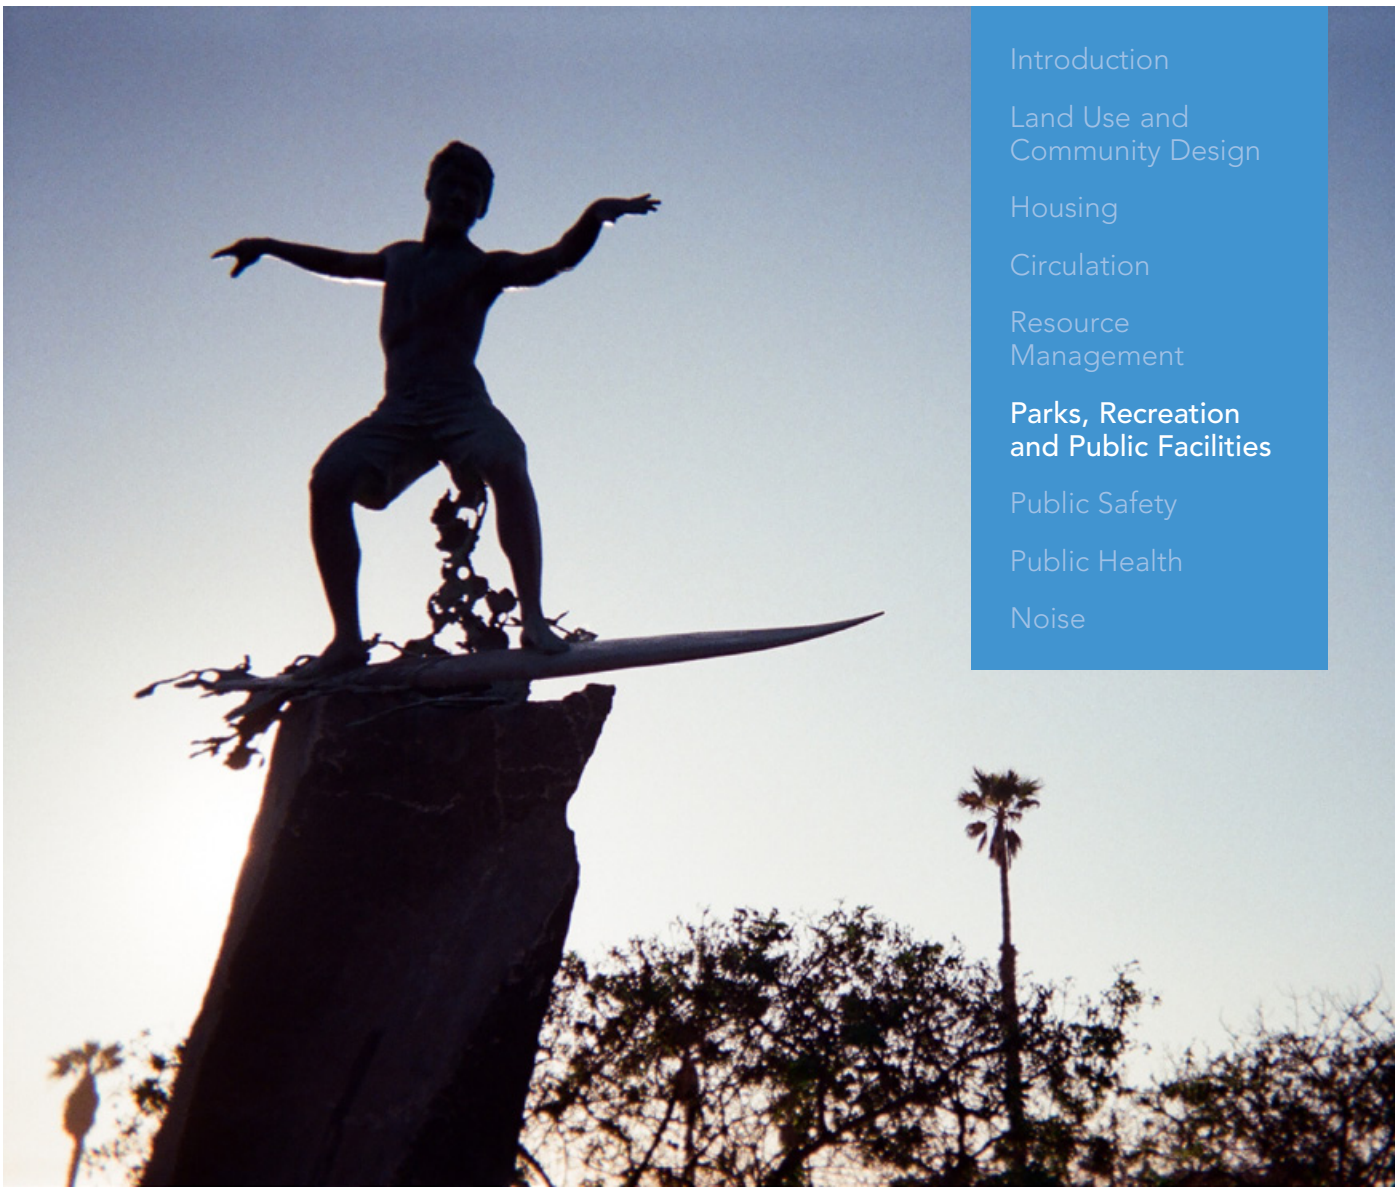 Introduction
Land Use and
Community Design
Housing
Circulation
Resource
Management
Parks, Recreation
and Public Facilities
Public Safety
Public Health
Noise